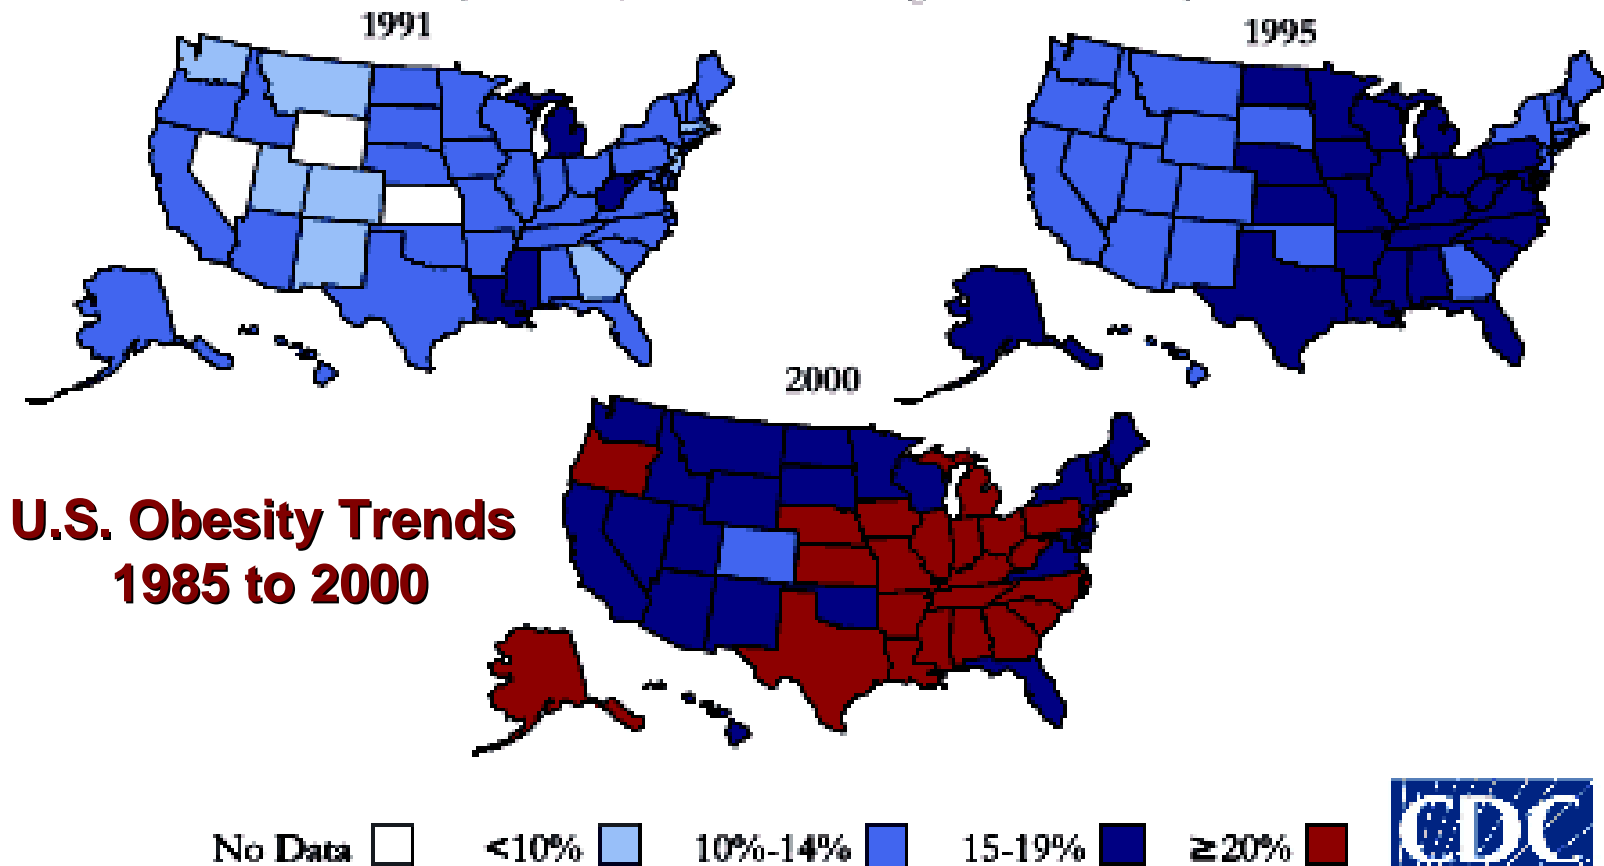 1991
1995
2000
U.S. Obesity Trends
1985 to 2000
No Data <10% 10%-14% 15-19% ≥20%
CDC